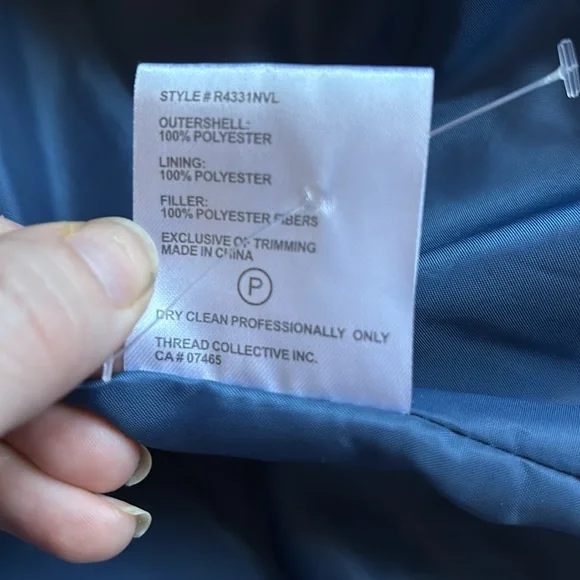 STYLE # R4331NVL
OUTERSHELL:
100% POLYESTER
LINING:
100% POLYESTER
FILLER:
100% POLYESTER FIBERS
EXCLUSIVE OF TRIMMING
MADE IN CHINA
P
DRY CLEAN PROFESSIONALLY ONLY
THREAD COLLECTIVE INC.
CA # 07465